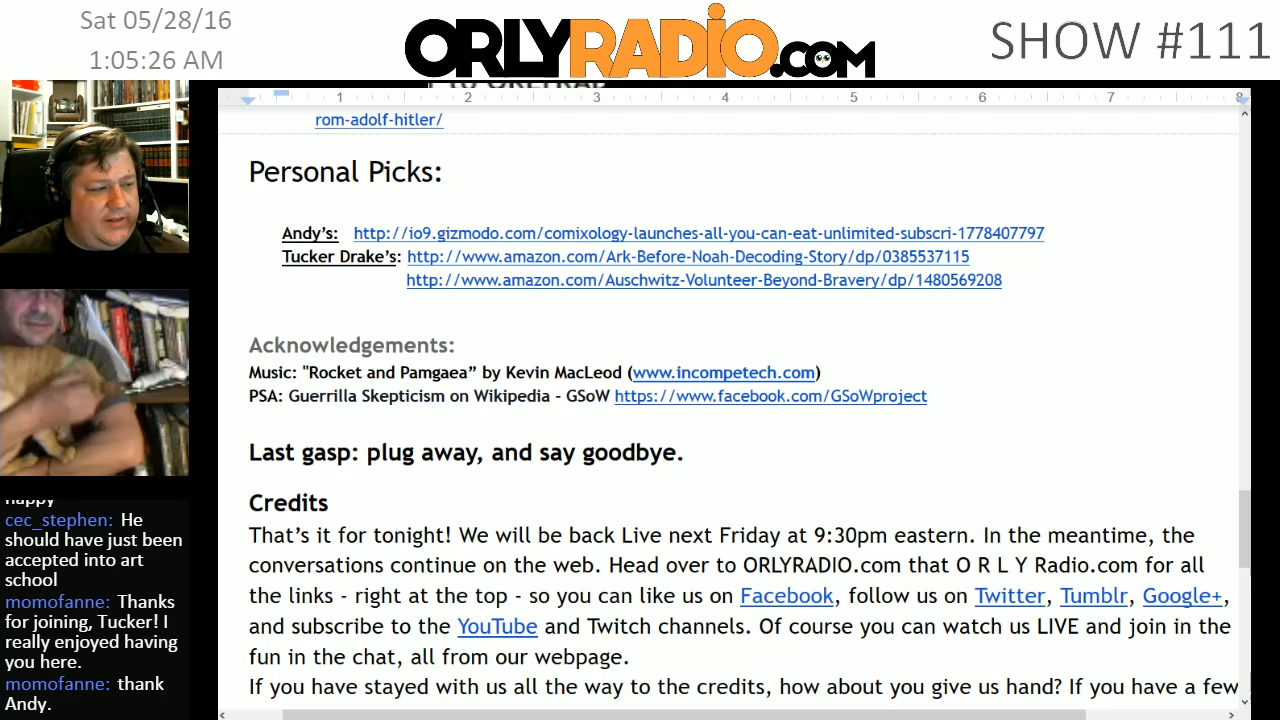 Sat 05/28/16
1:05:26 AM
ORLYRADIO.COM
SHOW #111
1 2 3 4 5 6 7 8
rom-adolf-hitler/
Personal Picks:
Andy's: http://io9.gizmodo.com/comixology-launches-all-you-can-eat-unlimited-subscri-1778407797
Tucker Drake's: http://www.amazon.com/Ark-Before-Noah-Decoding-Story/dp/0385537115
http://www.amazon.com/Auschwitz-Volunteer-Beyond-Bravery/dp/1480569208
Acknowledgements:
Music: "Rocket and Pamgaea” by Kevin MacLeod (www.incompetech.com)
PSA: Guerrilla Skepticism on Wikipedia – GSoW https://www.facebook.com/GSoWproject
Last gasp: plug away, and say goodbye.
Credits
That's it for tonight! We will be back Live next Friday at 9:30pm eastern. In the meantime, the
conversations continue on the web. Head over to ORLYRADIO.com that O R L Y Radio.com for all
the links - right at the top - so you can like us on Facebook, follow us on Twitter, Tumblr, Google+,
and subscribe to the YouTube and Twitch channels. Of course you can watch us LIVE and join in the
fun in the chat, all from our webpage.
If you have stayed with us all the way to the credits, how about you give us hand? If you have a few
happy
cec_stephen: He
should have just been
accepted into art
school
momofanne: Thanks
for joining, Tucker! I
really enjoyed having
you here.
momofanne: thank
Andy.